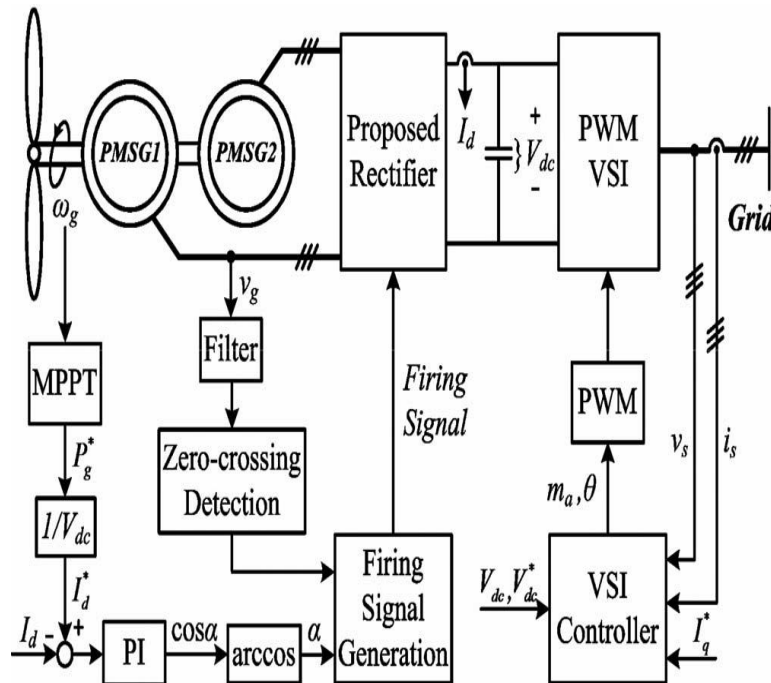 PMSG1
PMSG2
ω_g
Proposed
Rectifier
I_d
+
V_dc
-
PWM
VSI
Grid
v_g
Filter
Zero-crossing
Detection
MPPT
P_g^*
1/V_dc
I_d^*
I_d
-
+
PI
cosα
arccos
α
Firing
Signal
Generation
Firing
Signal
PWM
m_a,θ
V_dc,V_dc^*
VSI
Controller
v_s
i_s
I_q^*